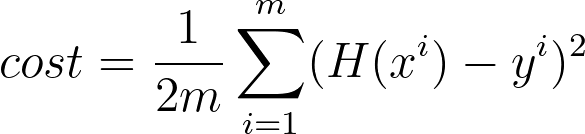 cost = \frac{1}{2m} \sum_{i=1}^{m} (H(x^i) - y^i)^2